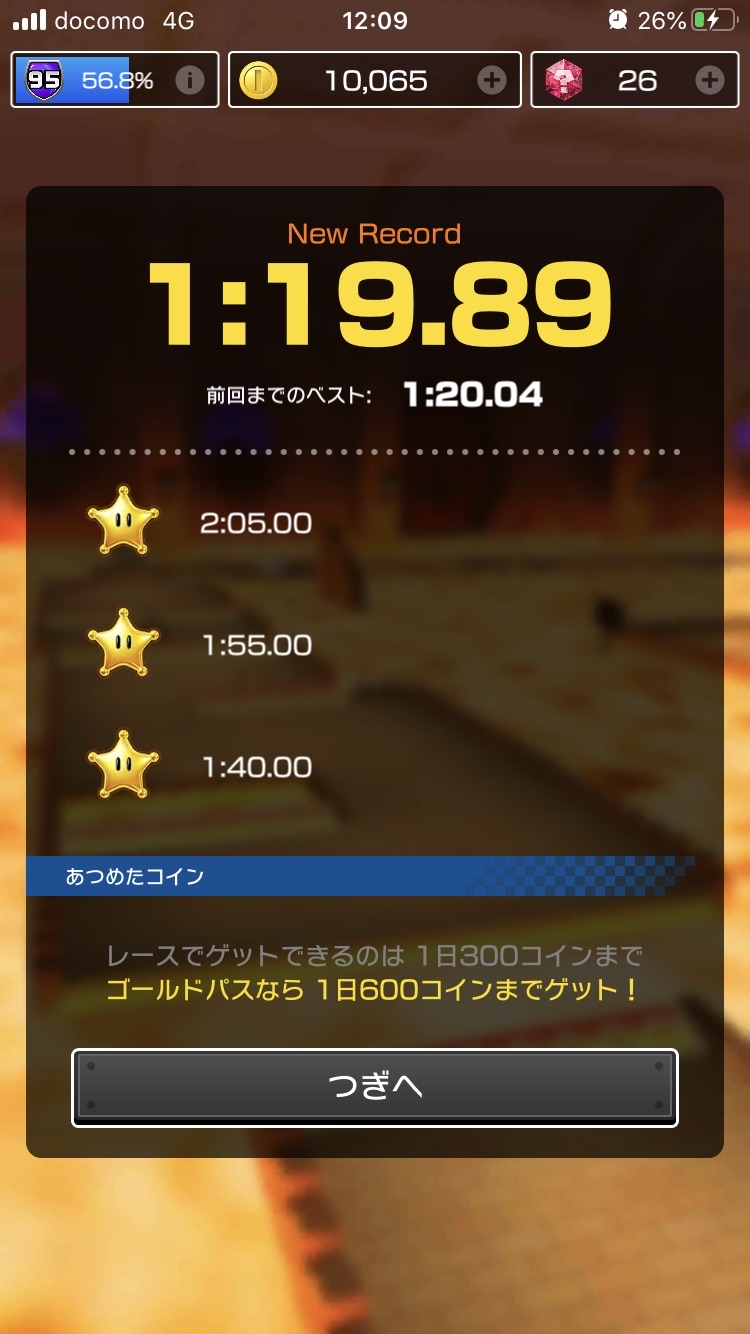 docomo 4G 12:09 26%
95 56.8% i 10,065 + ? 26 +
New Record
1:19.89
前回までのベスト: 1:20.04
2:05.00
1:55.00
1:40.00
あつめたコイン
レースでゲットできるのは 1日300コインまで
ゴールドパスなら 1日600コインまでゲット！
つぎへ